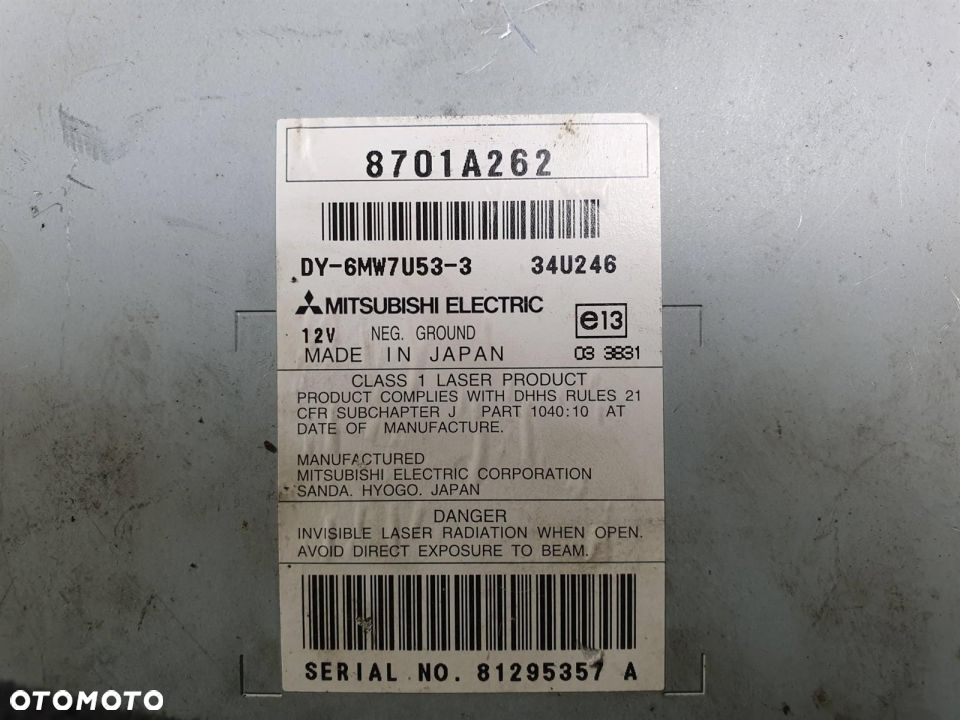 8701A262
DY-6MW7U53-3 34U246
MITSUBISHI ELECTRIC
12V NEG. GROUND e13
MADE IN JAPAN 03 3831
CLASS 1 LASER PRODUCT
PRODUCT COMPLIES WITH DHHS RULES 21
CFR SUBCHAPTER J PART 1040:10 AT
DATE OF MANUFACTURE.
MANUFACTURED
MITSUBISHI ELECTRIC CORPORATION
SANDA. HYOGO. JAPAN
DANGER
INVISIBLE LASER RADIATION WHEN OPEN.
AVOID DIRECT EXPOSURE TO BEAM.
SERIAL NO. 81295357 A
OTOMOTO